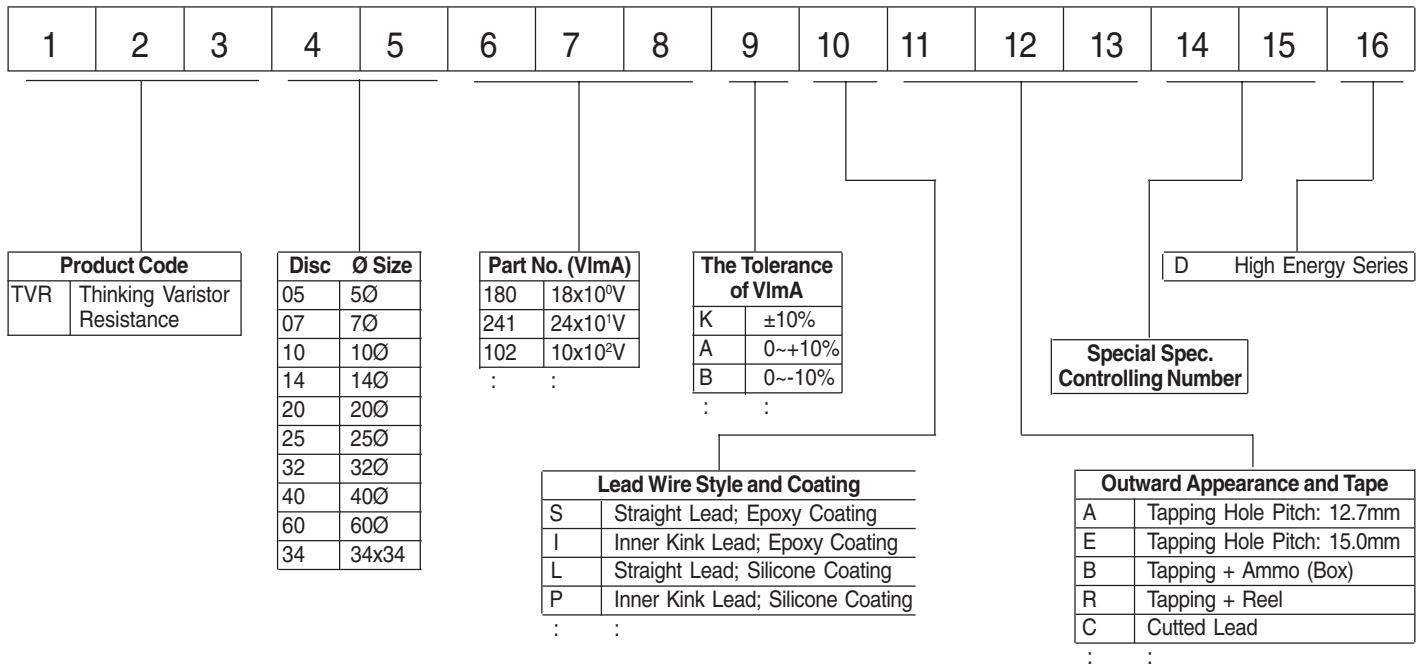 1 2 3 4 5 6 7 8 9 10 11 12 13 14 15 16
Product Code
TVR Thinking Varistor
Resistance
Disc Ø Size
05 5Ø
07 7Ø
10 10Ø
14 14Ø
20 20Ø
25 25Ø
32 32Ø
40 40Ø
60 60Ø
34 34x34
Part No. (VlmA)
180 18x10⁰V
241 24x10¹V
102 10x10²V
: :
The Tolerance
of VlmA
K ±10%
A 0~+10%
B 0~-10%
: :
D High Energy Series
Special Spec.
Controlling Number
Lead Wire Style and Coating
S Straight Lead; Epoxy Coating
I Inner Kink Lead; Epoxy Coating
L Straight Lead; Silicone Coating
P Inner Kink Lead; Silicone Coating
: :
Outward Appearance and Tape
A Tapping Hole Pitch: 12.7mm
E Tapping Hole Pitch: 15.0mm
B Tapping + Ammo (Box)
R Tapping + Reel
C Cutted Lead
: :